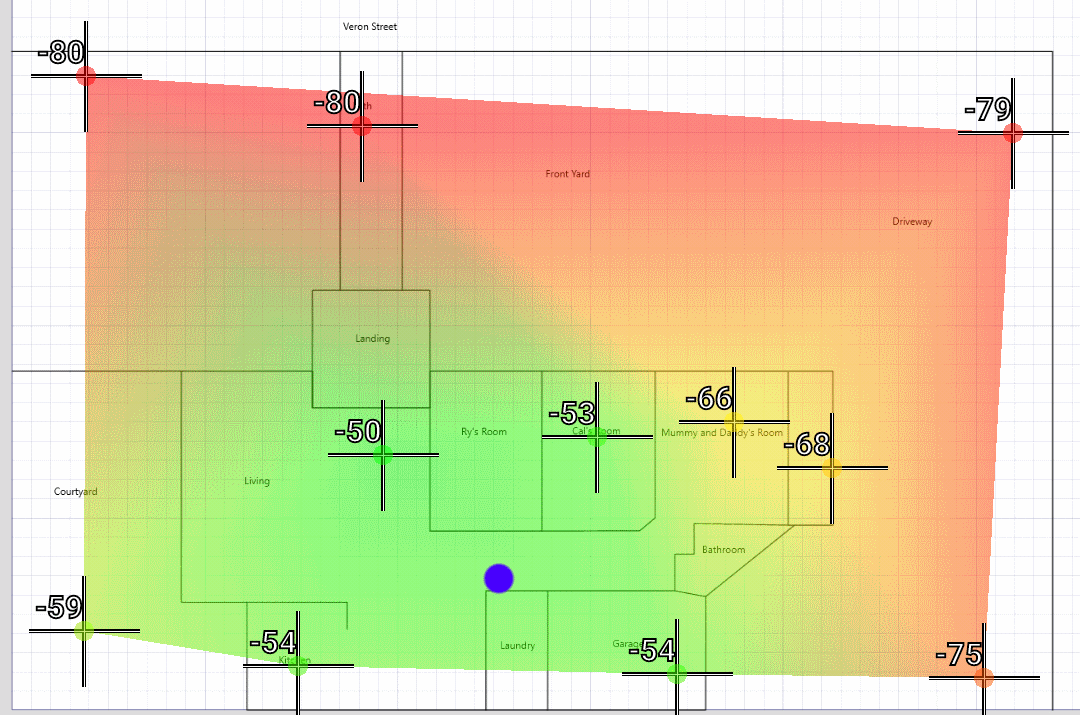 Veron Street
-80
-80
th
-79
Front Yard
Driveway
Landing
-66
-53
-50
Ry's Room
Cal's Room
Mummy and Daddy's Room
-68
Living
Courtyard
Bathroom
-59
-54
Kitchen
Laundry
Garage
-54
-75